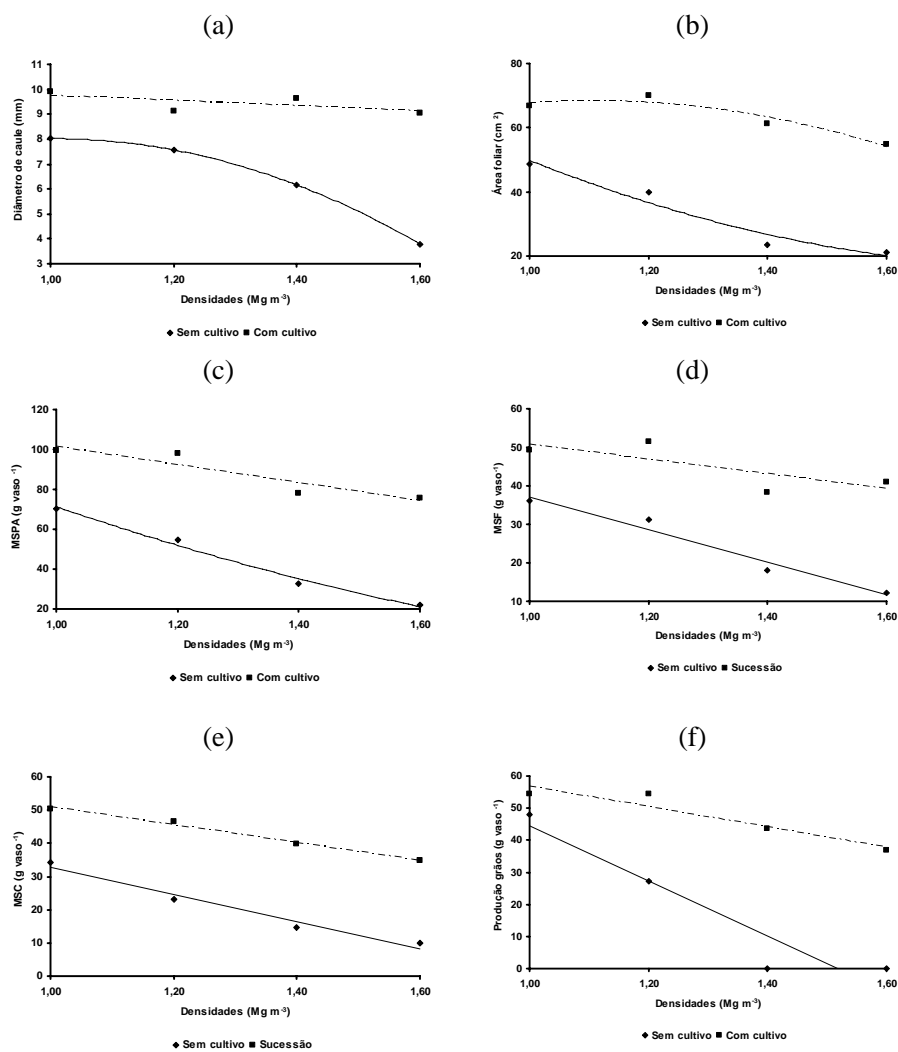 (a)
Diâmetro de caule (mm)
11
10
9
8
7
6
5
4
3
1,00 1,20 1,40 1,60
Densidades (Mg m⁻³)
Sem cultivo Com cultivo
(b)
Área foliar (cm ²)
80
60
40
20
1,00 1,20 1,40 1,60
Densidades (Mg m⁻³)
Sem cultivo Com cultivo
(c)
MSPA (g vaso⁻¹)
120
100
80
60
40
20
1,00 1,20 1,40 1,60
Densidades (Mg m⁻³)
Sem cultivo Com cultivo
(d)
MSF (g vaso⁻¹)
60
50
40
30
20
10
1,00 1,20 1,40 1,60
Densidades (Mg m⁻³)
Sem cultivo Sucessão
(e)
MSC (g vaso⁻¹)
60
50
40
30
20
10
0
1,00 1,20 1,40 1,60
Densidades (Mg m⁻³)
Sem cultivo Sucessão
(f)
Produção grãos (g vaso⁻¹)
60
50
40
30
20
10
0
1,00 1,20 1,40 1,60
Densidades (Mg m⁻³)
Sem cultivo Com cultivo